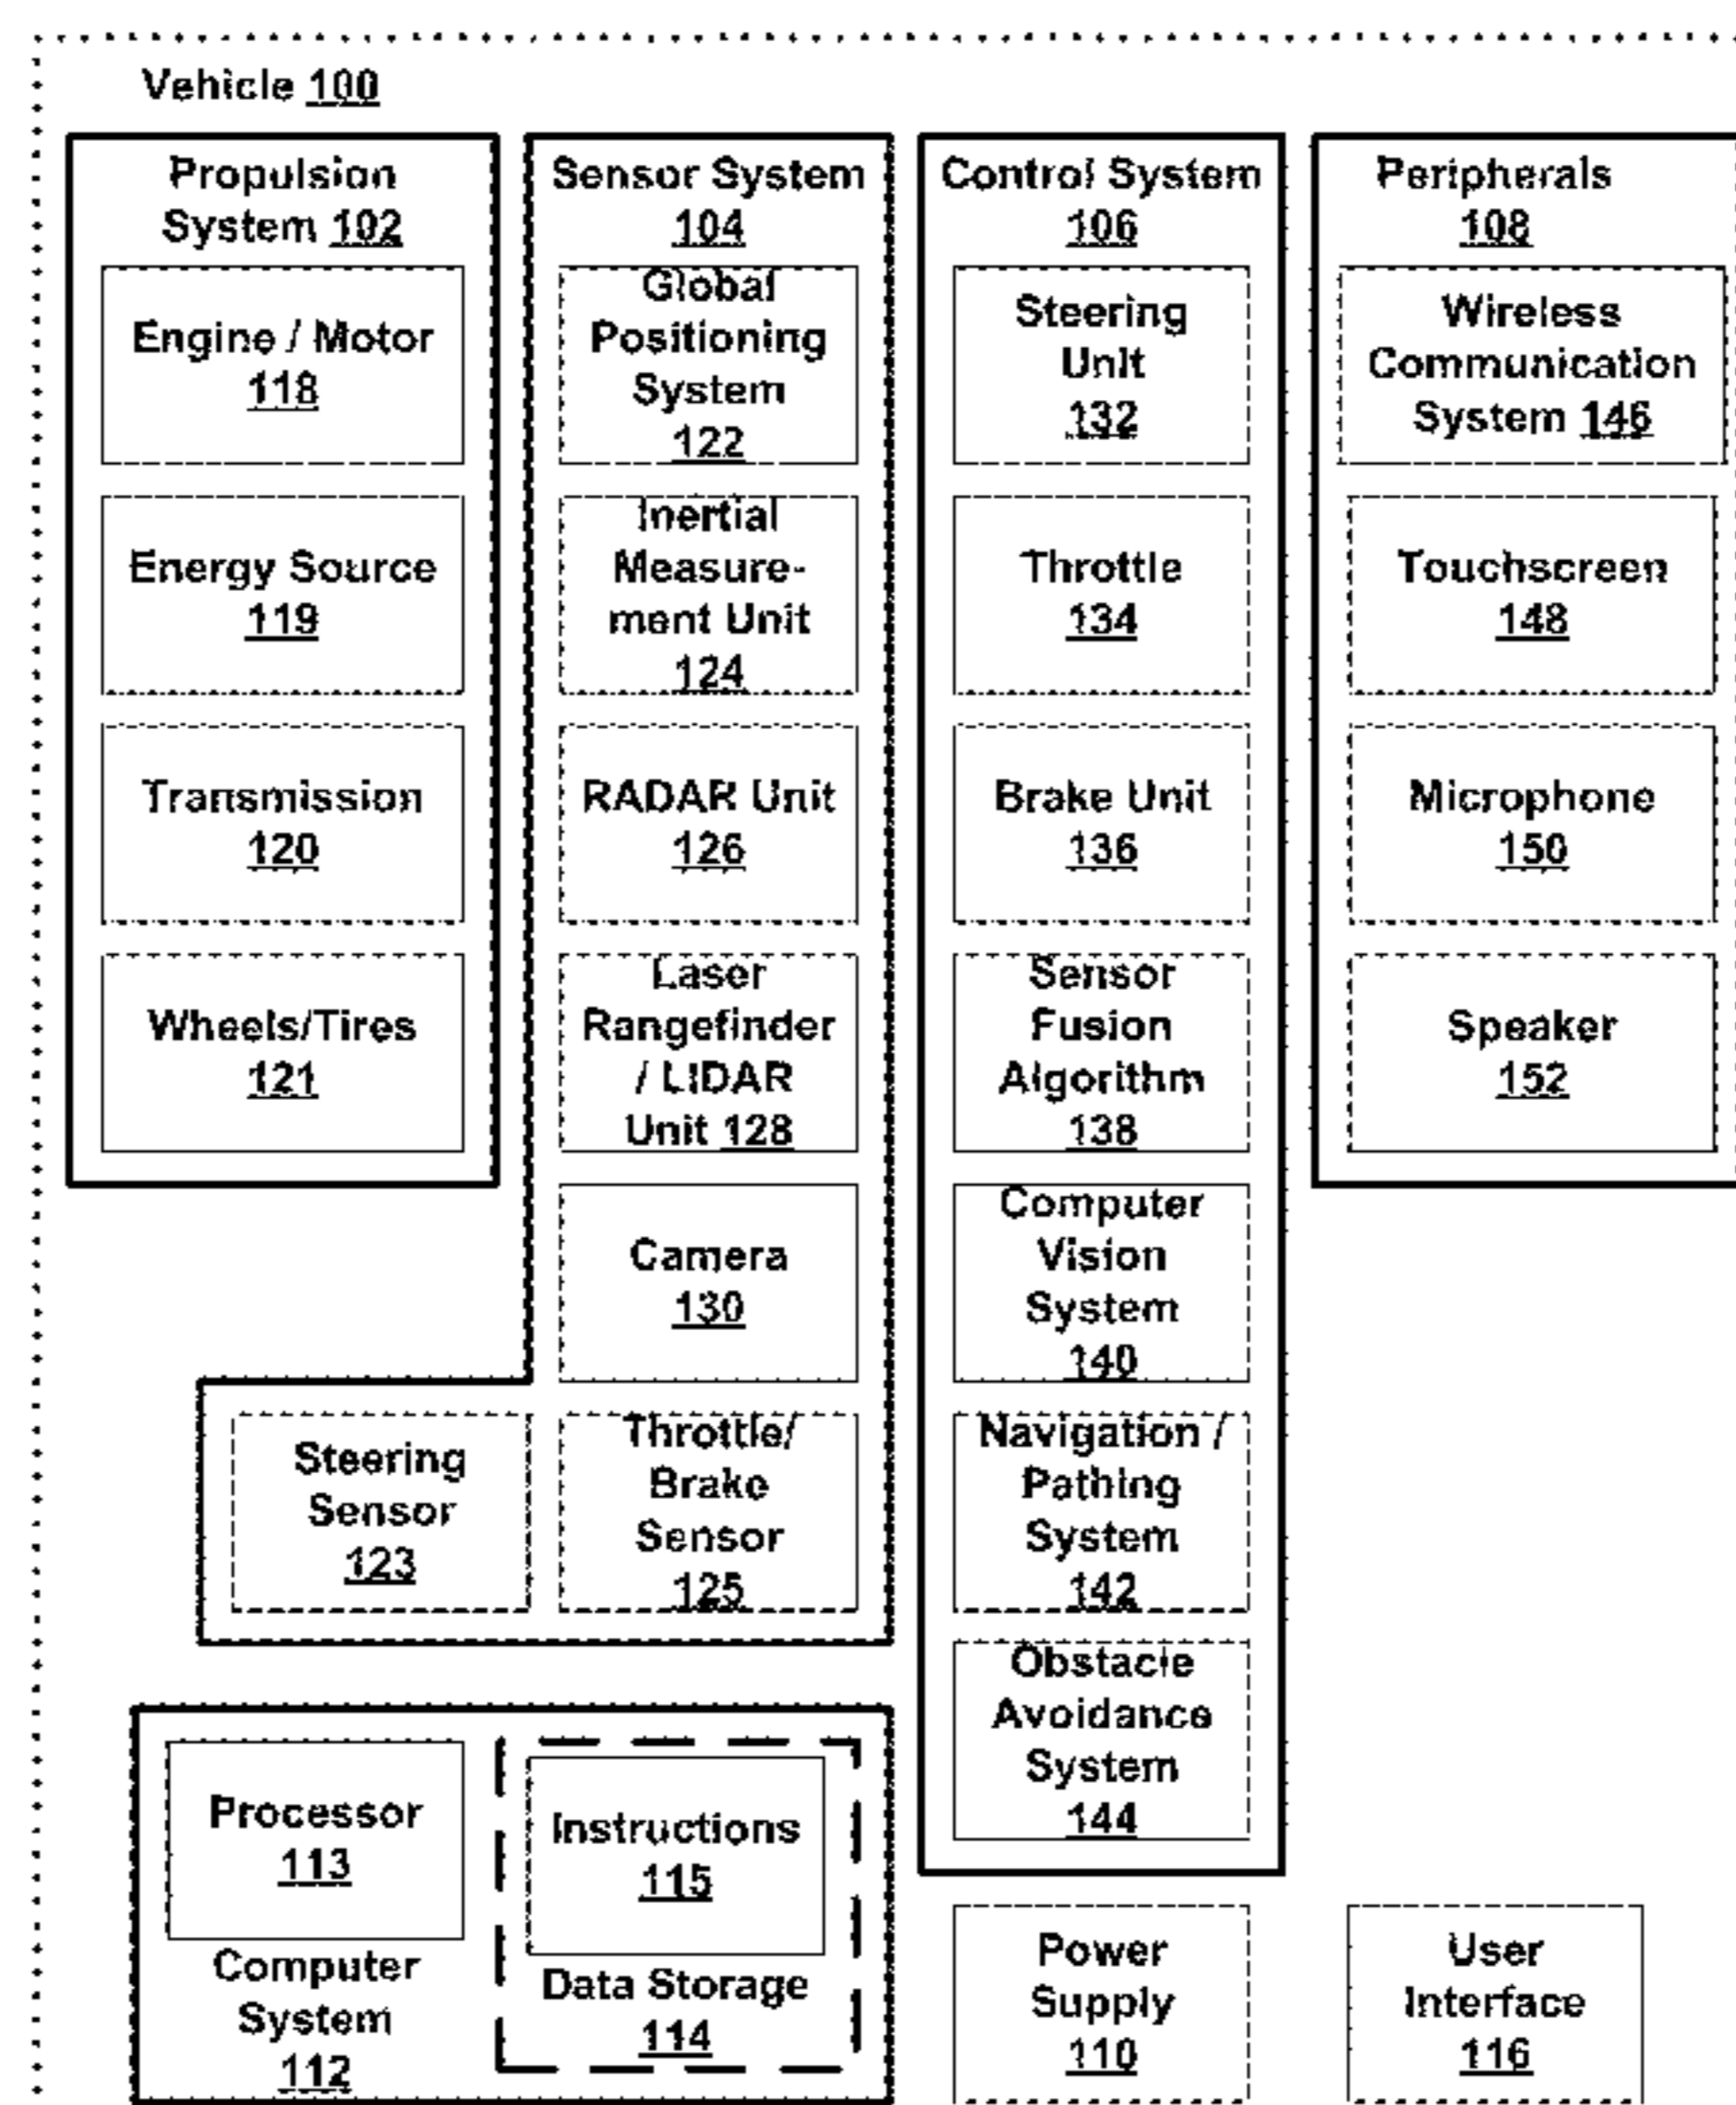 Vehicle 100
Propulsion
System 102
Engine / Motor
118
Energy Source
119
Transmission
120
Wheels/Tires
121
Sensor System
104
Global
Positioning
System
122
Inertial
Measure-
ment Unit
124
RADAR Unit
126
Laser
Rangefinder
/ LIDAR
Unit 128
Camera
130
Steering
Sensor
123
Throttle/
Brake
Sensor
125
Control System
106
Steering
Unit
132
Throttle
134
Brake Unit
136
Sensor
Fusion
Algorithm
138
Computer
Vision
System
140
Navigation /
Pathing
System
142
Obstacle
Avoidance
System
144
Peripherals
108
Wireless
Communication
System 146
Touchscreen
148
Microphone
150
Speaker
152
Processor
113
Computer
System
112
Instructions
115
Data Storage
114
Power
Supply
110
User
Interface
116